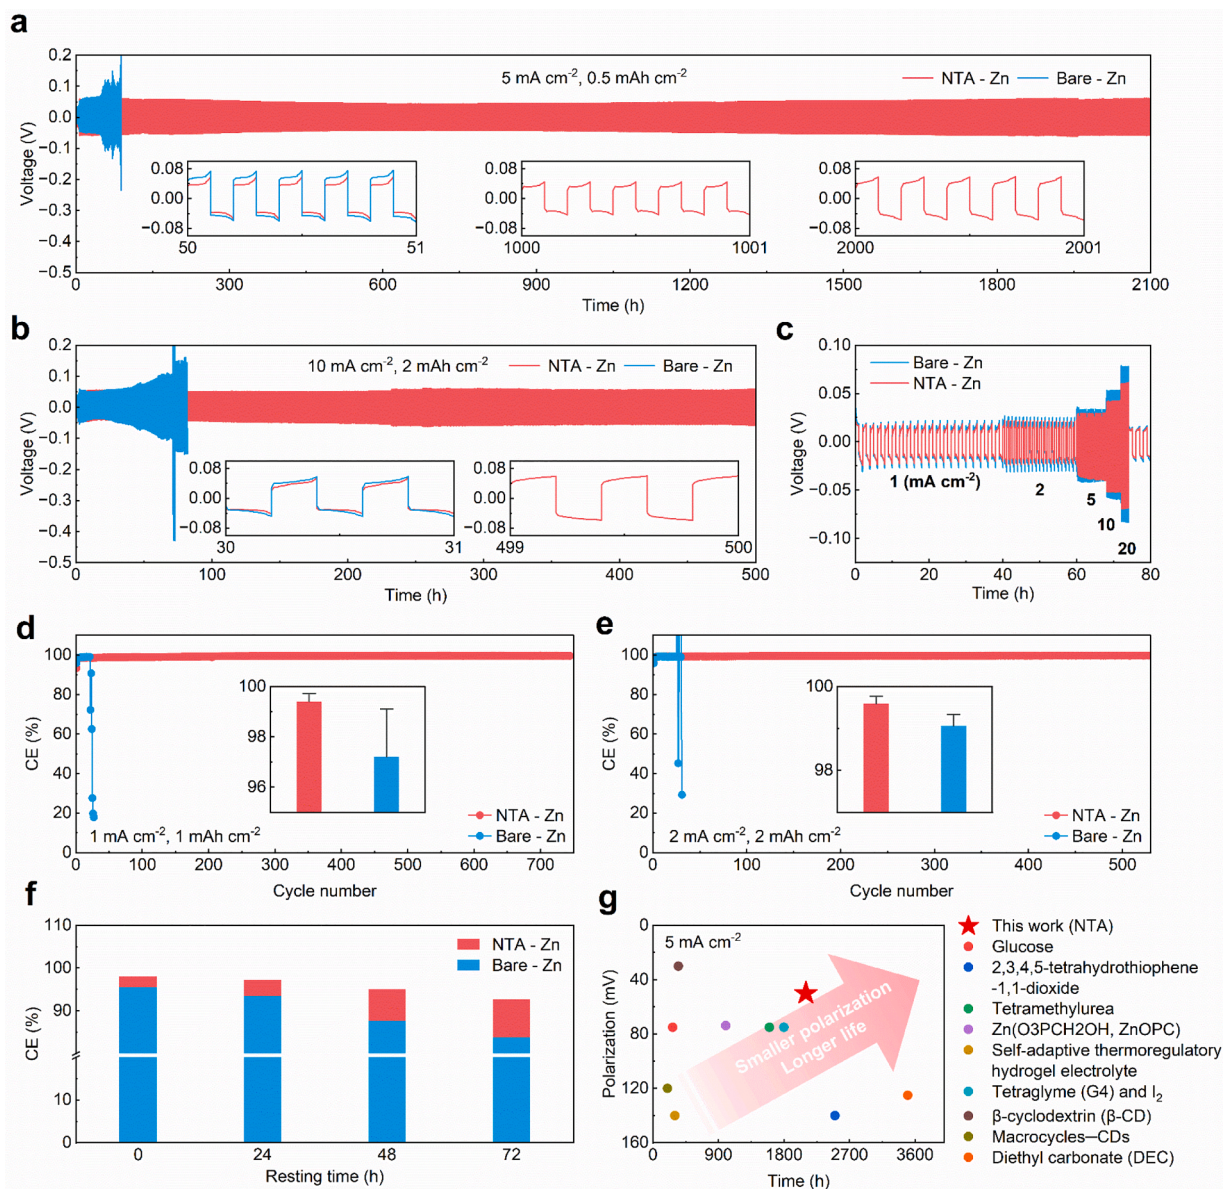 a
0.2
0.1
0.0
−0.1
−0.2
−0.3
−0.4
−0.5
Voltage (V)
5 mA cm-2, 0.5 mAh cm-2
NTA - Zn
Bare - Zn
0.08
0.00
−0.08
50
51
0.08
0.00
−0.08
1000
1001
0.08
0.00
−0.08
2000
2001
0
300
600
900
1200
1500
1800
2100
Time (h)
b
0.2
0.1
0.0
−0.1
−0.2
−0.3
−0.4
−0.5
Voltage (V)
10 mA cm-2, 2 mAh cm-2
NTA - Zn
Bare - Zn
0.08
0.00
−0.08
30
31
0.08
0.00
−0.08
499
500
0
100
200
300
400
500
Time (h)
c
0.10
0.05
0.00
−0.05
−0.10
Voltage (V)
Bare - Zn
NTA - Zn
1 (mA cm-2)
2
5
10
20
0
20
40
60
80
Time (h)
d
100
80
60
40
20
0
CE (%)
100
98
96
NTA - Zn
Bare - Zn
1 mA cm-2, 1 mAh cm-2
0
100
200
300
400
500
600
700
Cycle number
e
100
80
60
40
20
0
CE (%)
100
98
NTA - Zn
Bare - Zn
2 mA cm-2, 2 mAh cm-2
0
100
200
300
400
500
Cycle number
f
110
100
90
10
0
CE (%)
NTA - Zn
Bare - Zn
0
24
48
72
Resting time (h)
g
0
40
80
120
160
Polarization (mV)
5 mA cm-2
Smaller polarization
Longer life
0
900
1800
2700
3600
Time (h)
This work (NTA)
Glucose
2,3,4,5-tetrahydrothiophene
-1,1-dioxide
Tetramethylurea
Zn(O3PCH2OH, ZnOPC)
Self-adaptive thermoregulatory
hydrogel electrolyte
Tetraglyme (G4) and I2
β-cyclodextrin (β-CD)
Macrocycles—CDs
Diethyl carbonate (DEC)